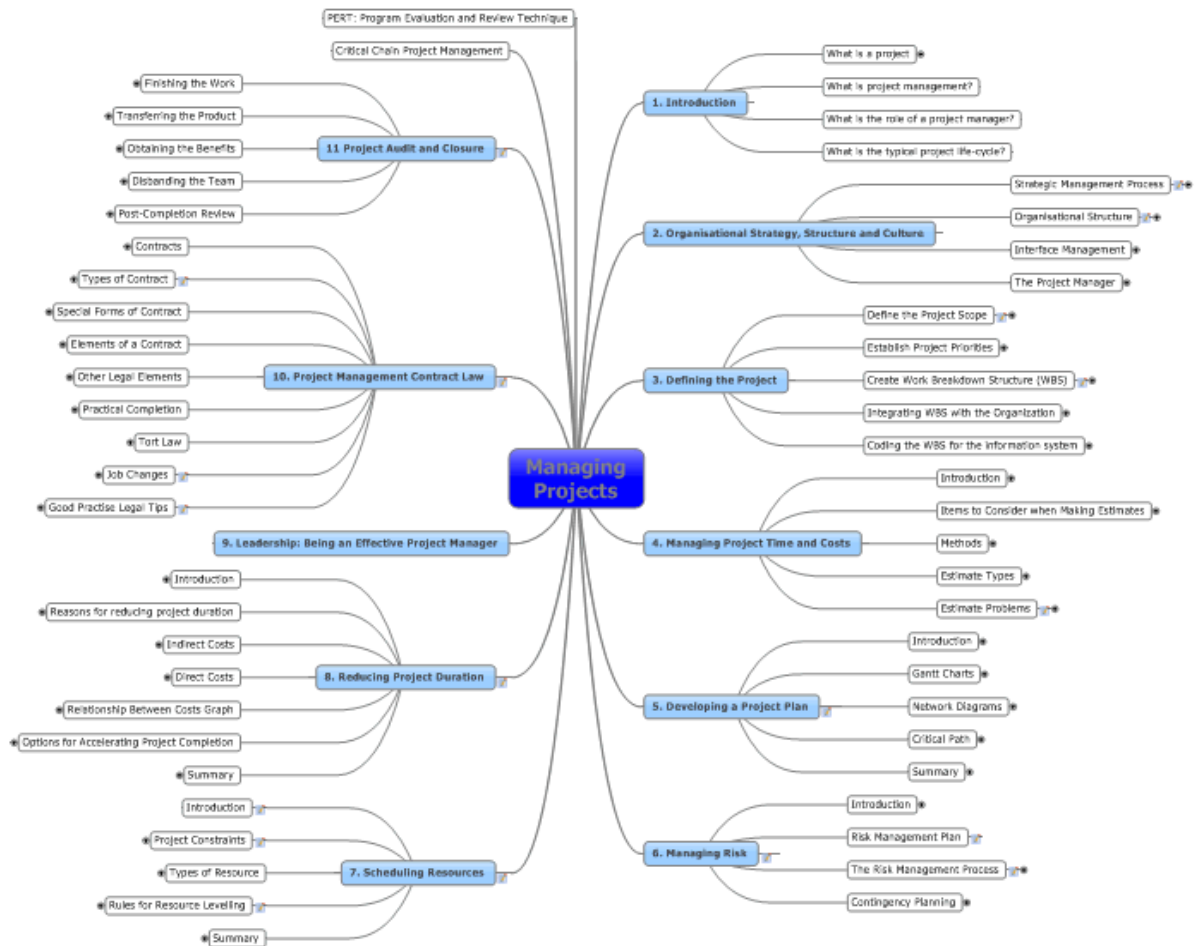 PERT: Program Evaluation and Review Technique
Critical Chain Project Management
Managing
Projects
1. Introduction
What is a project
What is project management?
What is the role of a project manager?
What is the typical project life-cycle?
2. Organisational Strategy, Structure and Culture
Strategic Management Process
Organisational Structure
Interface Management
The Project Manager
3. Defining the Project
Define the Project Scope
Establish Project Priorities
Create Work Breakdown Structure (WBS)
Integrating WBS with the Organization
Coding the WBS for the information system
4. Managing Project Time and Costs
Introduction
Items to Consider when Making Estimates
Methods
Estimate Types
Estimate Problems
5. Developing a Project Plan
Introduction
Gantt Charts
Network Diagrams
Critical Path
Summary
6. Managing Risk
Introduction
Risk Management Plan
The Risk Management Process
Contingency Planning
7. Scheduling Resources
Introduction
Project Constraints
Types of Resource
Rules for Resource Levelling
Summary
8. Reducing Project Duration
Introduction
Reasons for reducing project duration
Indirect Costs
Direct Costs
Relationship Between Costs Graph
Options for Accelerating Project Completion
Summary
9. Leadership: Being an Effective Project Manager
10. Project Management Contract Law
Contracts
Types of Contract
Special Forms of Contract
Elements of a Contract
Other Legal Elements
Practical Completion
Tort Law
Job Changes
Good Practise Legal Tips
11 Project Audit and Closure
Finishing the Work
Transferring the Product
Obtaining the Benefits
Disbanding the Team
Post-Completion Review